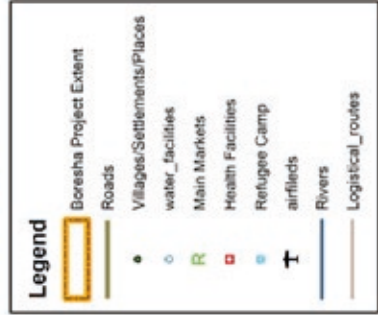 Legend
Boresha Project Extent
Roads
Villages/Settlements/Places
water_facilities
R Main Markets
Health Facilities
Refugee Camp
airfileds
Rivers
Logistical_routes